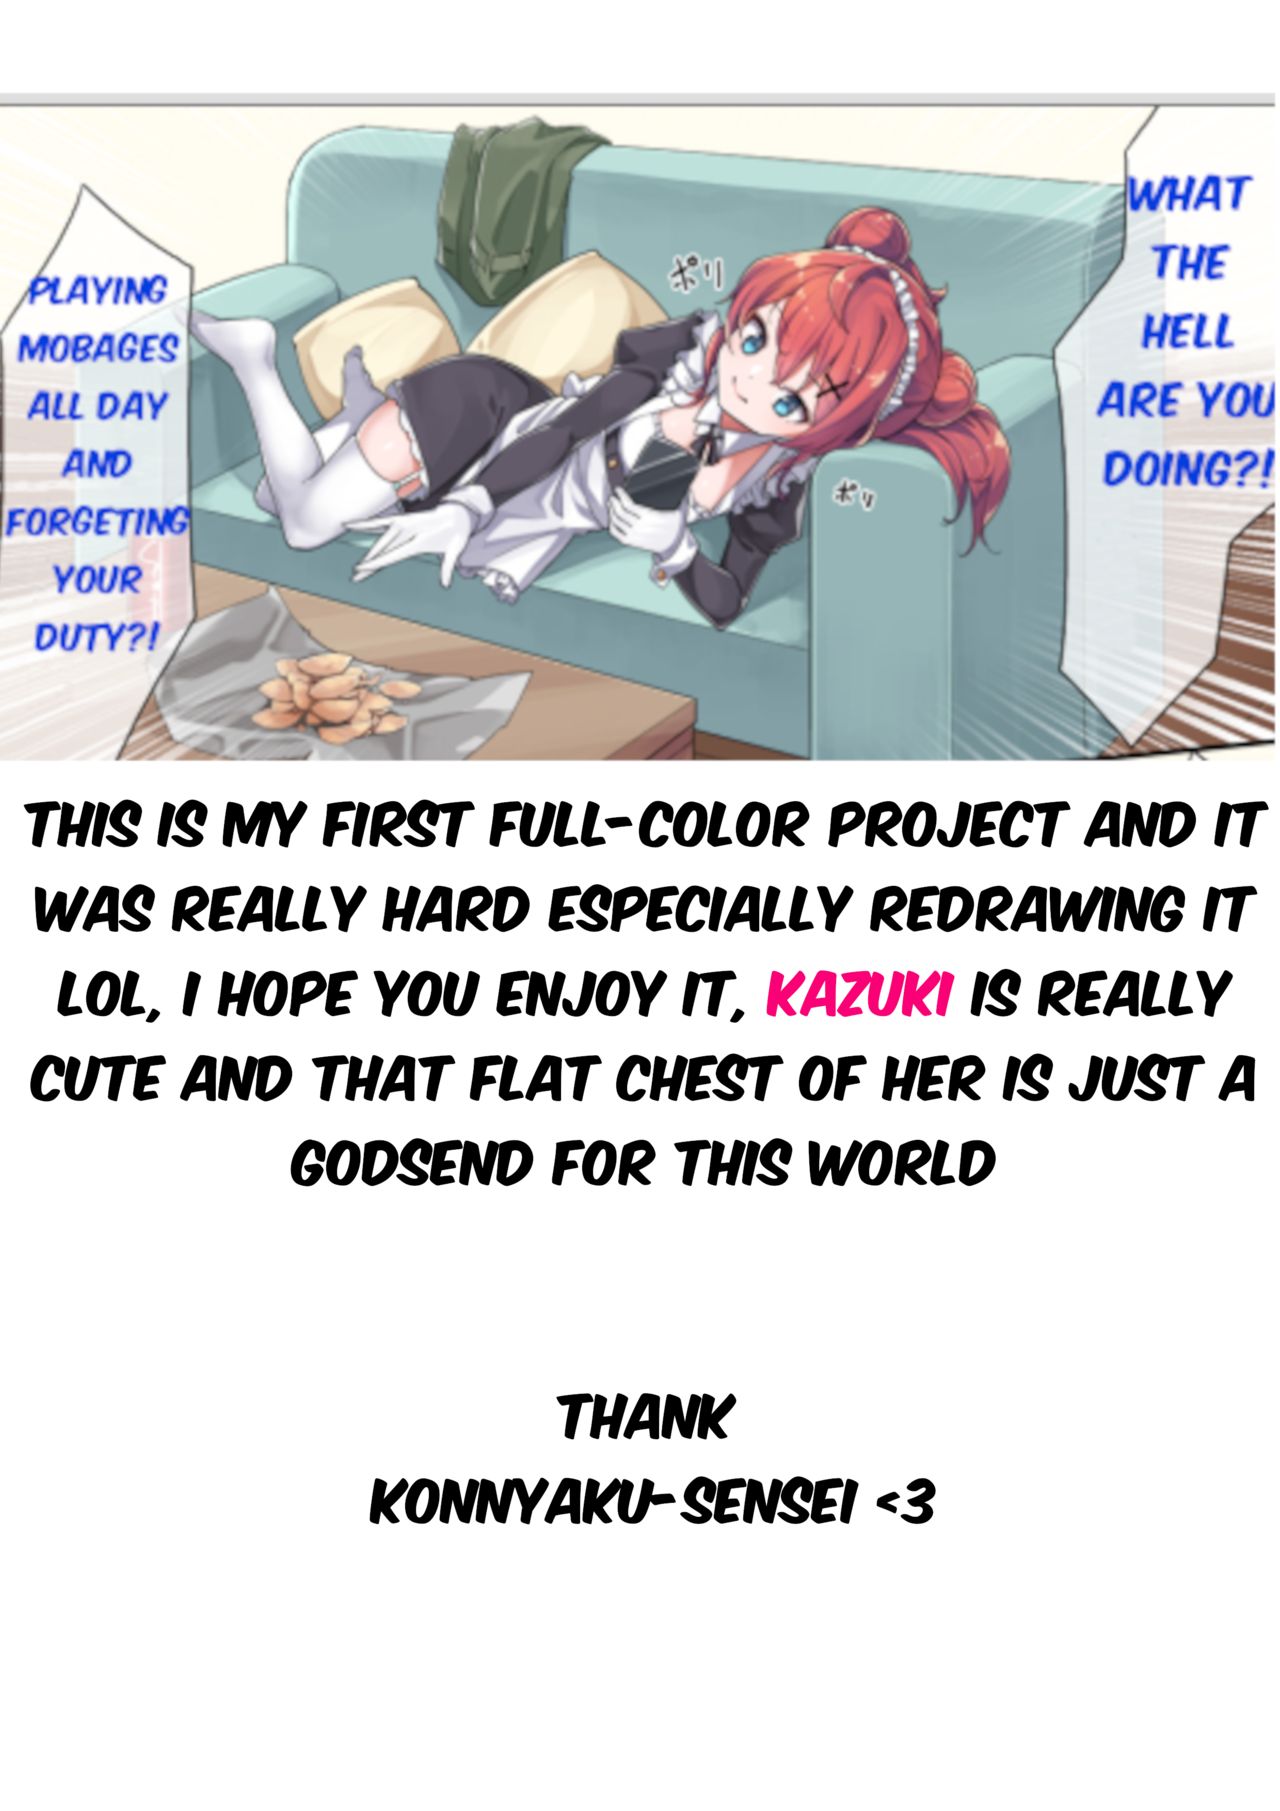 WHAT
THE
HELL
ARE YOU
DOING?!
ポリ
ポリ
PLAYING
MOBAGES
ALL DAY
AND
FORGETING
YOUR
DUTY?!
THIS IS MY FIRST FULL-COLOR PROJECT AND IT
WAS REALLY HARD ESPECIALLY REDRAWING IT
LOL, I HOPE YOU ENJOY IT, KAZUKI IS REALLY
CUTE AND THAT FLAT CHEST OF HER IS JUST A
GODSEND FOR THIS WORLD
THANK
KONNYAKU-SENSEI <3